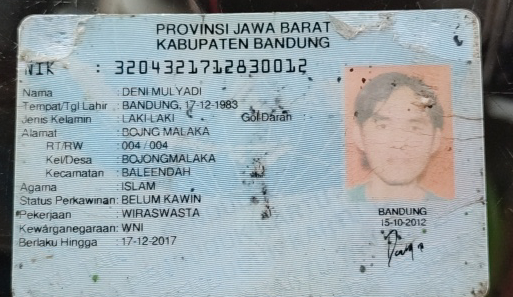 PROVINSI JAWA BARAT
KABUPATEN BANDUNG
NIK : 3204321712830012
Nama : DENI MULYADI
Tempat/Tgl Lahir : BANDUNG, 17-12-1983
Jenis Kelamin : LAKI-LAKI Gol Darah :
Alamat : BOJNG MALAKA
RT/RW : 004 / 004
Kel/Desa : BOJONGMALAKA
Kecamatan : BALEENDAH
Agama : ISLAM
Status Perkawinan: BELUM KAWIN
Pekerjaan : WIRASWASTA
Kewarganegaraan: WNI
Berlaku Hingga : 17-12-2017
BANDUNG
15-10-2012